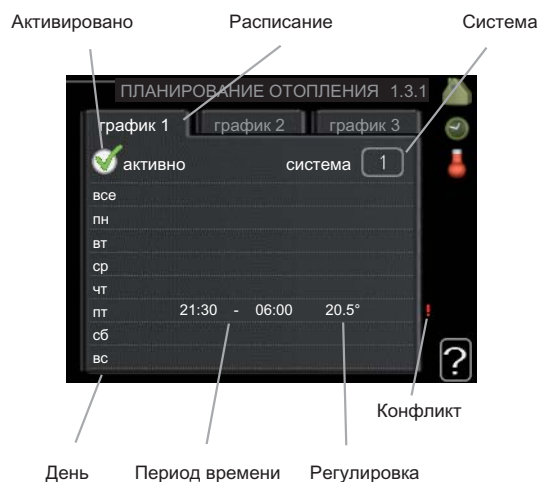 Активировано Расписание Система
ПЛАНИРОВАНИЕ ОТОПЛЕНИЯ 1.3.1
график 1 график 2 график 3
активно система 1
все
пн
вт
ср
чт
пт 21:30 - 06:00 20.5° !
сб
вс
?
Конфликт
День Период времени Регулировка